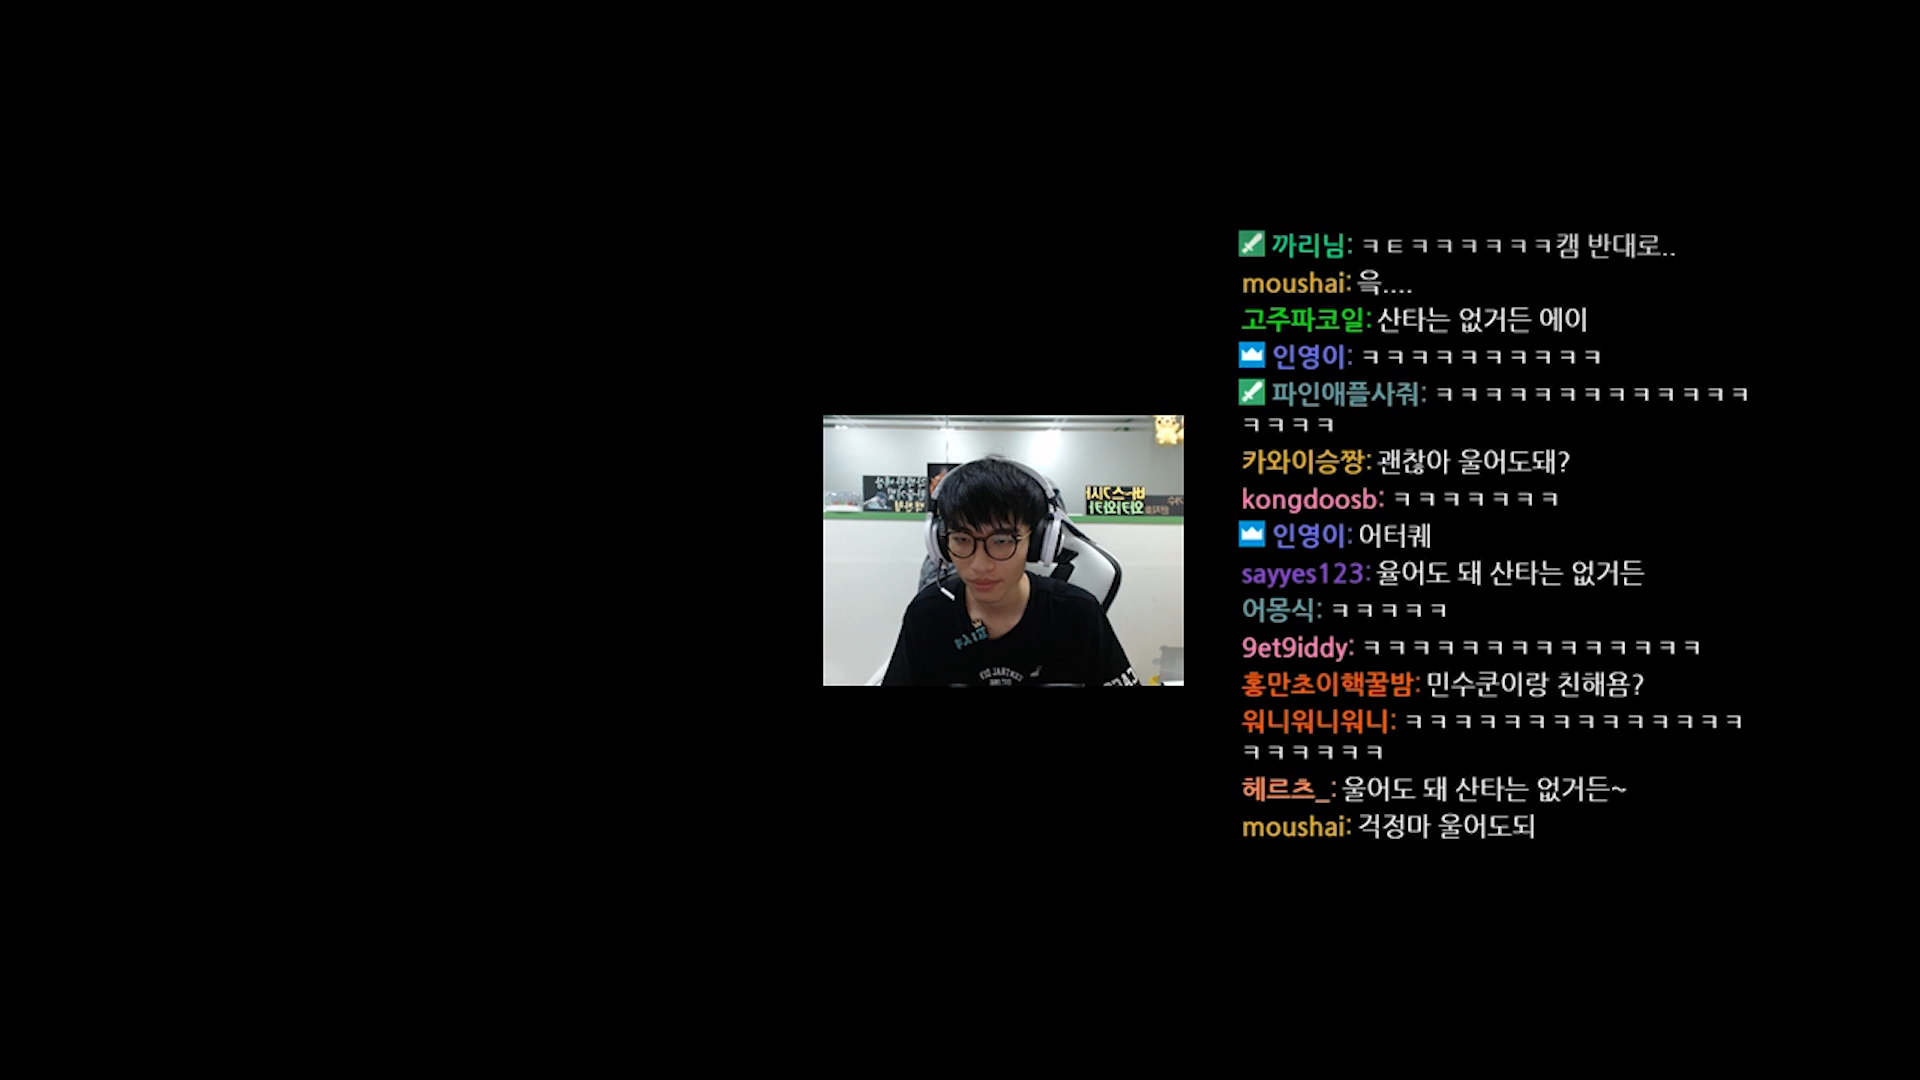 까리님: ㅋㅌㅋㅋㅋㅋㅋㅋ캠 반대로..
moushai: 윽....
고주파코일: 산타는 없거든 에이
인영이: ㅋㅋㅋㅋㅋㅋㅋㅋㅋㅋ
파인애플사줘: ㅋㅋㅋㅋㅋㅋㅋㅋㅋㅋㅋㅋㅋ
ㅋㅋㅋㅋ
카와이승짱: 괜찮아 울어도돼?
kongdoosb: ㅋㅋㅋㅋㅋㅋㅋ
인영이: 어터퀘
sayyes123: 율어도 돼 산타는 없거든
어몽식: ㅋㅋㅋㅋㅋ
9et9iddy: ㅋㅋㅋㅋㅋㅋㅋㅋㅋㅋㅋㅋㅋㅋ
홍만초이핵꿀밤: 민수쿤이랑 친해욤?
워니워니워니: ㅋㅋㅋㅋㅋㅋㅋㅋㅋㅋㅋㅋㅋㅋ
ㅋㅋㅋㅋㅋㅋ
헤르츠_: 울어도 돼 산타는 없거든~
moushai: 걱정마 울어도되